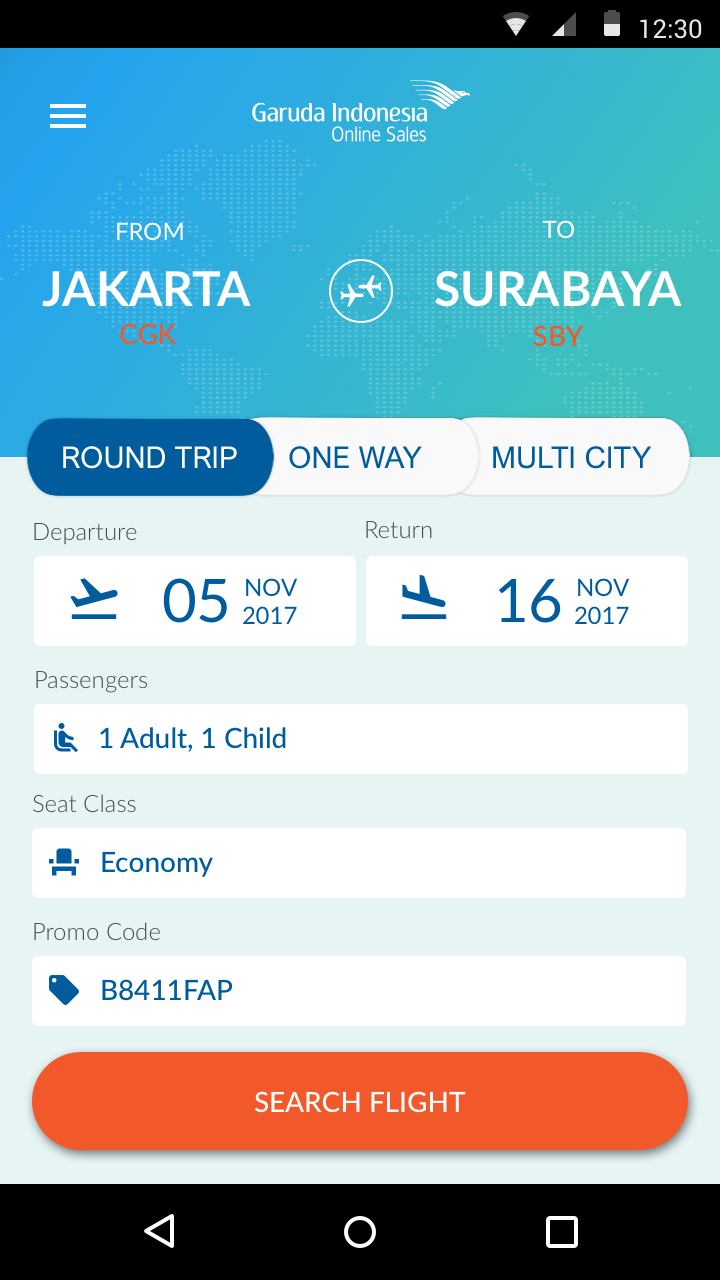 12:30
Garuda Indonesia
Online Sales
FROM
TO
JAKARTA
SURABAYA
CGK
SBY
ROUND TRIP
ONE WAY
MULTI CITY
Departure
Return
05
NOV
2017
16
NOV
2017
Passengers
1 Adult, 1 Child
Seat Class
Economy
Promo Code
B8411FAP
SEARCH FLIGHT